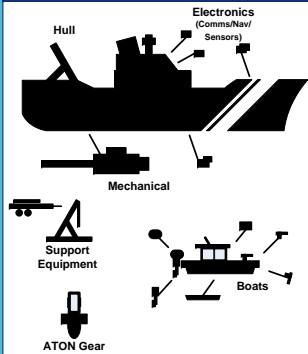 Electronics
(Comms/Nav/
Sensors)
Hull
Mechanical
Support
Equipment
Boats
ATON Gear